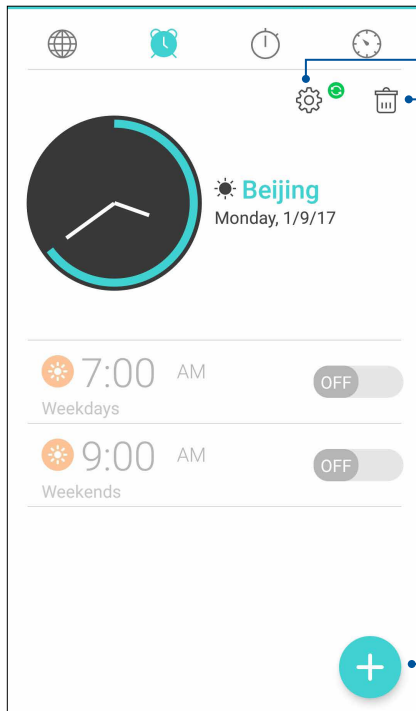 Beijing
Monday, 1/9/17
7:00 AM
OFF
Weekdays
9:00 AM
OFF
Weekends